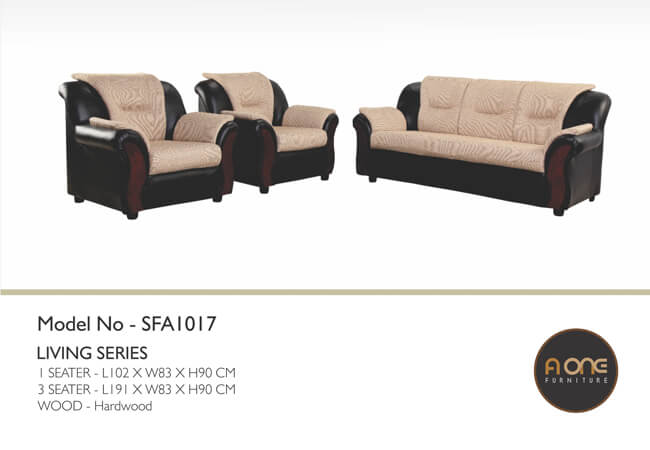 Model No - SFA1017
LIVING SERIES
1 SEATER - L102 X W83 X H90 CM
3 SEATER - L191 X W83 X H90 CM
WOOD - Hardwood
A ONE
FURNITURE